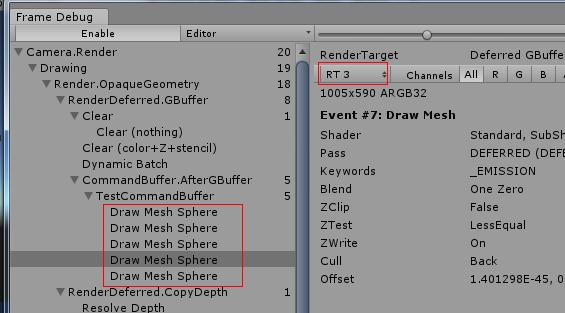 Frame Debug
Enable Editor
Camera.Render 20
Drawing 19
Render.OpaqueGeometry 18
RenderDeferred.GBuffer 8
Clear 1
Clear (nothing)
Clear (color+Z+stencil)
Dynamic Batch
CommandBuffer.AfterGBuffer 5
TestCommandBuffer 5
Draw Mesh Sphere
Draw Mesh Sphere
Draw Mesh Sphere
Draw Mesh Sphere
Draw Mesh Sphere
RenderDeferred.CopyDepth 1
Resolve Depth
RenderTarget Deferred GBuffe
RT 3 Channels All R G B
1005x590 ARGB32
Event #7: Draw Mesh
Shader Standard, SubSh
Pass DEFERRED (DEF
Keywords _EMISSION
Blend One Zero
ZClip False
ZTest LessEqual
ZWrite On
Cull Back
Offset 1.401298E-45, 0